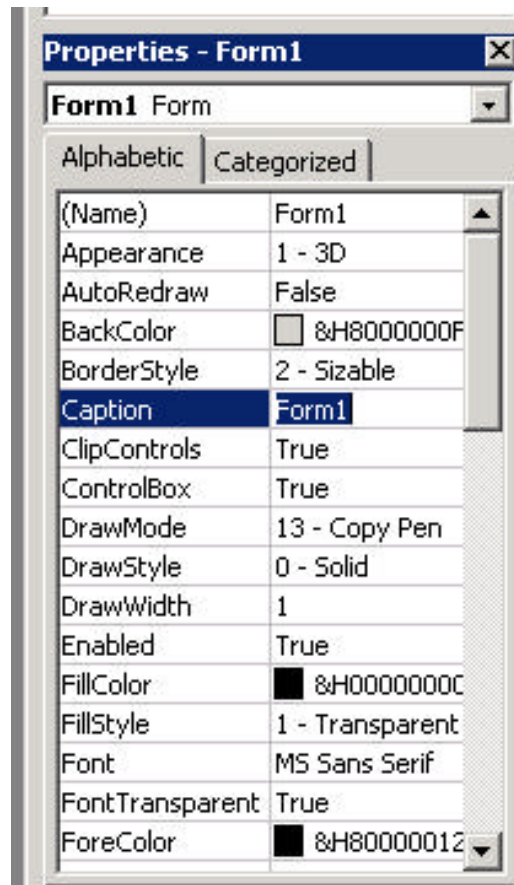 Properties - Form1
Form1 Form
Alphabetic Categorized
(Name) Form1
Appearance 1 - 3D
AutoRedraw False
BackColor &H8000000F
BorderStyle 2 - Sizable
Caption Form1
ClipControls True
ControlBox True
DrawMode 13 - Copy Pen
DrawStyle 0 - Solid
DrawWidth 1
Enabled True
FillColor
FillStyle 1 - Transparent
Font MS Sans Serif
FontTransparent True
ForeColor &H80000012